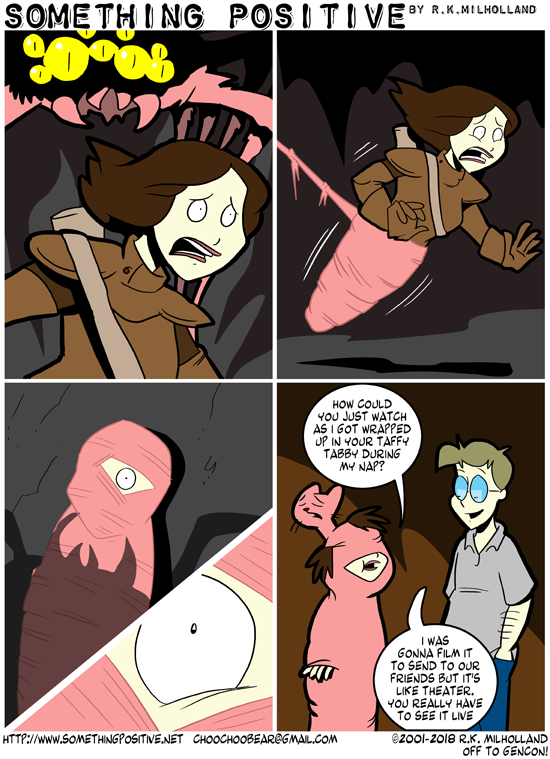 SOMETHING POSITIVE BY R.K.MILHOLLAND
HOW COULD
YOU JUST WATCH
AS I GOT WRAPPED
UP IN YOUR TAFFY
TABBY DURING
MY NAP?
I WAS
GONNA FILM IT
TO SEND TO OUR
FRIENDS BUT IT'S
LIKE THEATER.
YOU REALLY HAVE
TO SEE IT LIVE
HTTP://WWW.SOMETHINGPOSITIVE.NET CHOOCHOOBEAR@GMAIL.COM ©2001-2018 R.K. MILHOLLAND
OFF TO GENCON!